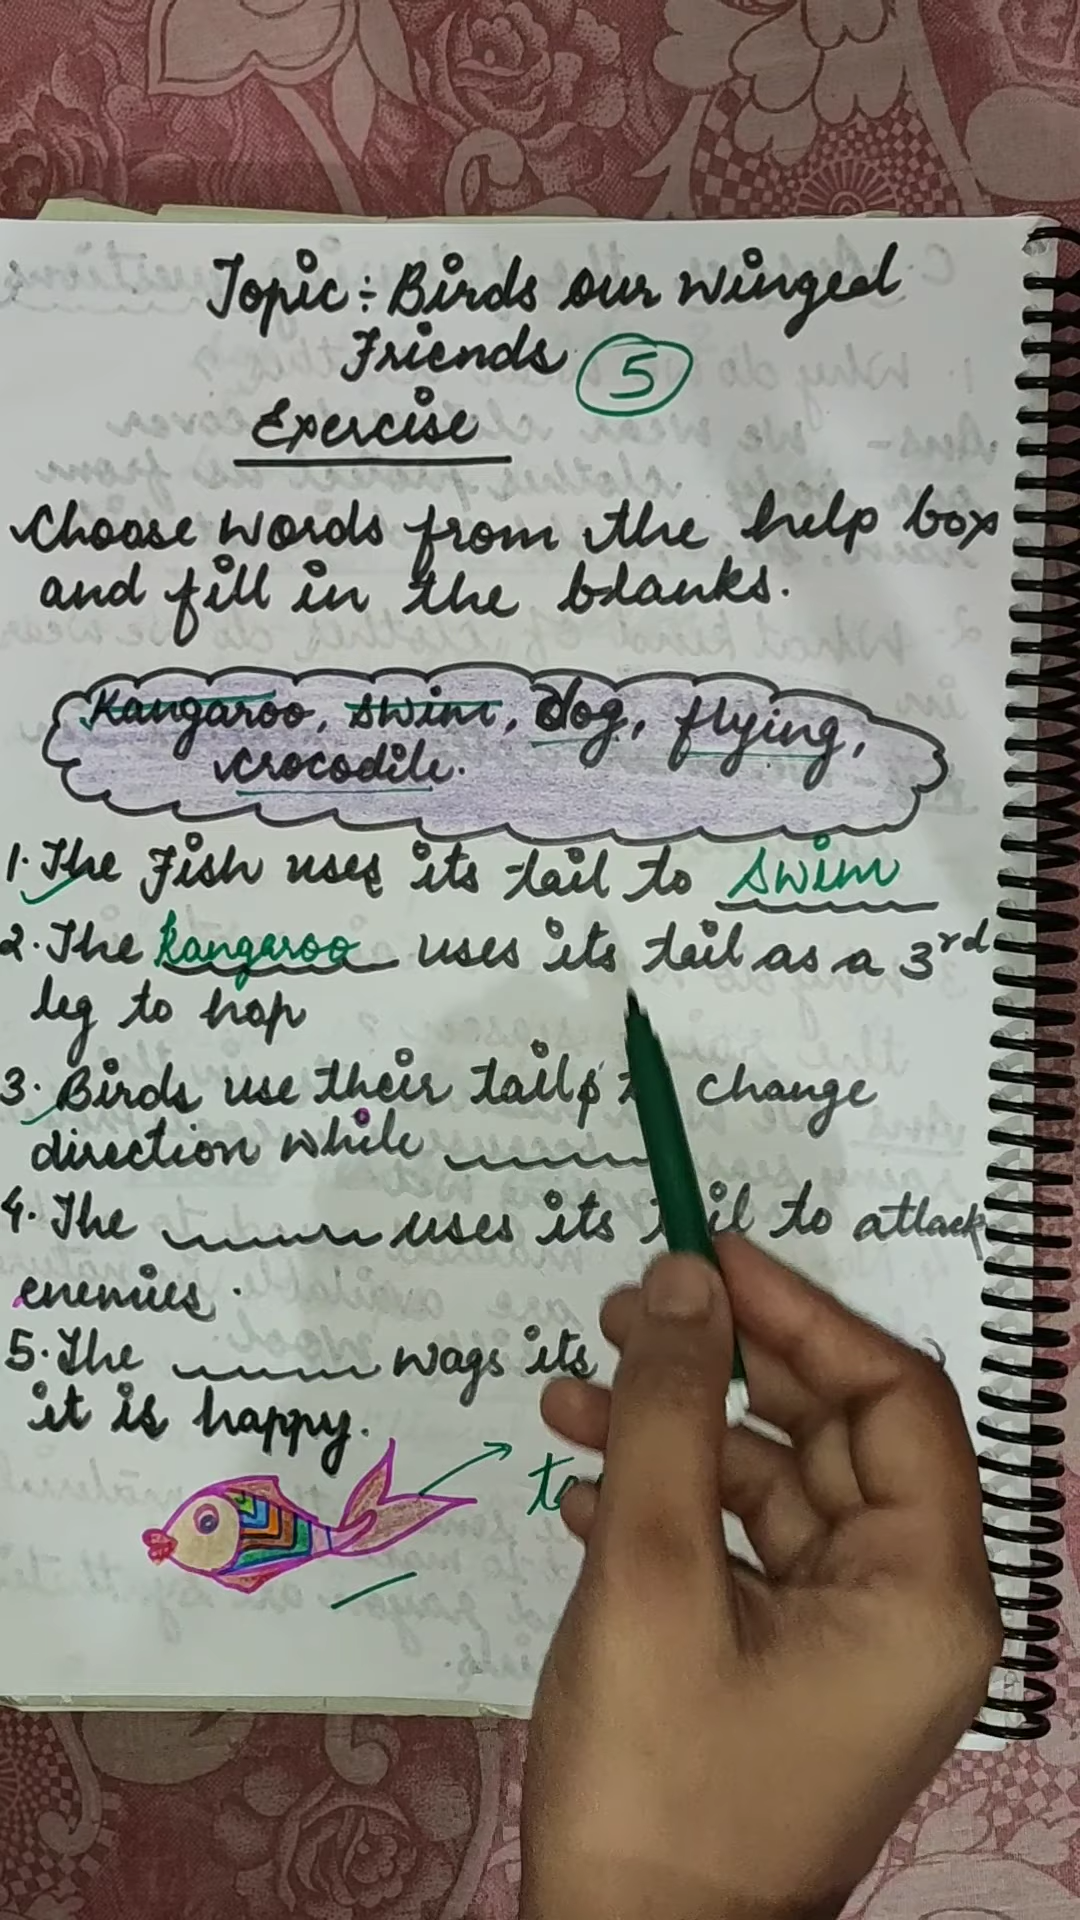 Topic:- Birds our winged
Friends 5
Exercise
Choose words from the help box
and fill in the blanks.
Kangaroo, swim, dog, flying,
crocodile.
1. The Fish uses its tail to swim
2. The Kangaroo uses its tail as a 3rd
leg to hop
3. Birds use their tails change
direction while
4. The uses its to attack
enemies.
5. The wags its
it is happy.